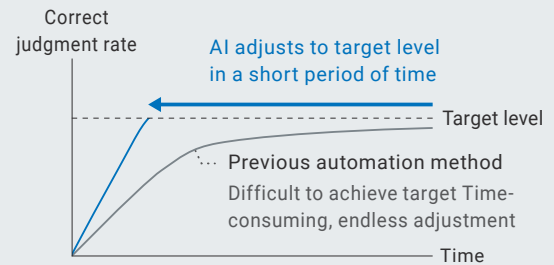 Correct
judgment rate
AI adjusts to target level
in a short period of time
Target level
Previous automation method
Difficult to achieve target Time-
consuming, endless adjustment
Time